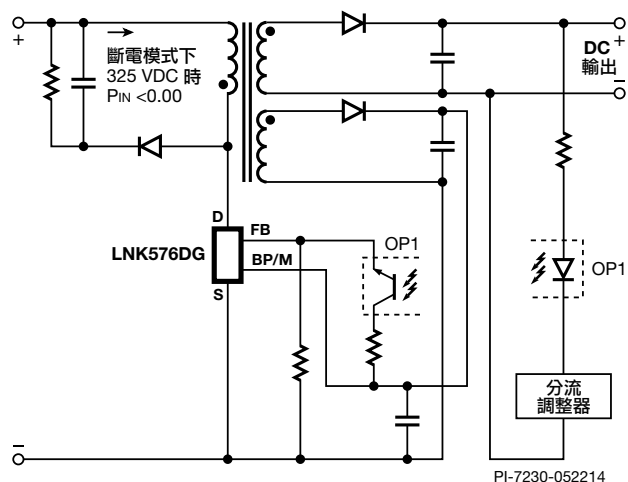 +
斷電模式下
325 VDC 時
PIN <0.00
+
DC
輸出
−
D
FB
LNK576DG
BP/M
S
OP1
OP1
分流
調整器
−
PI-7230-052214